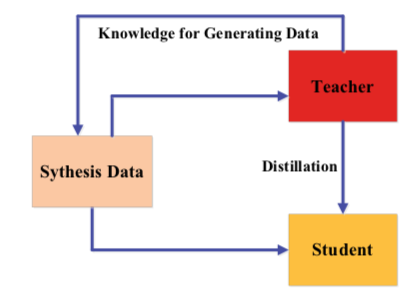 Knowledge for Generating Data
Teacher
Sythesis Data
Distillation
Student